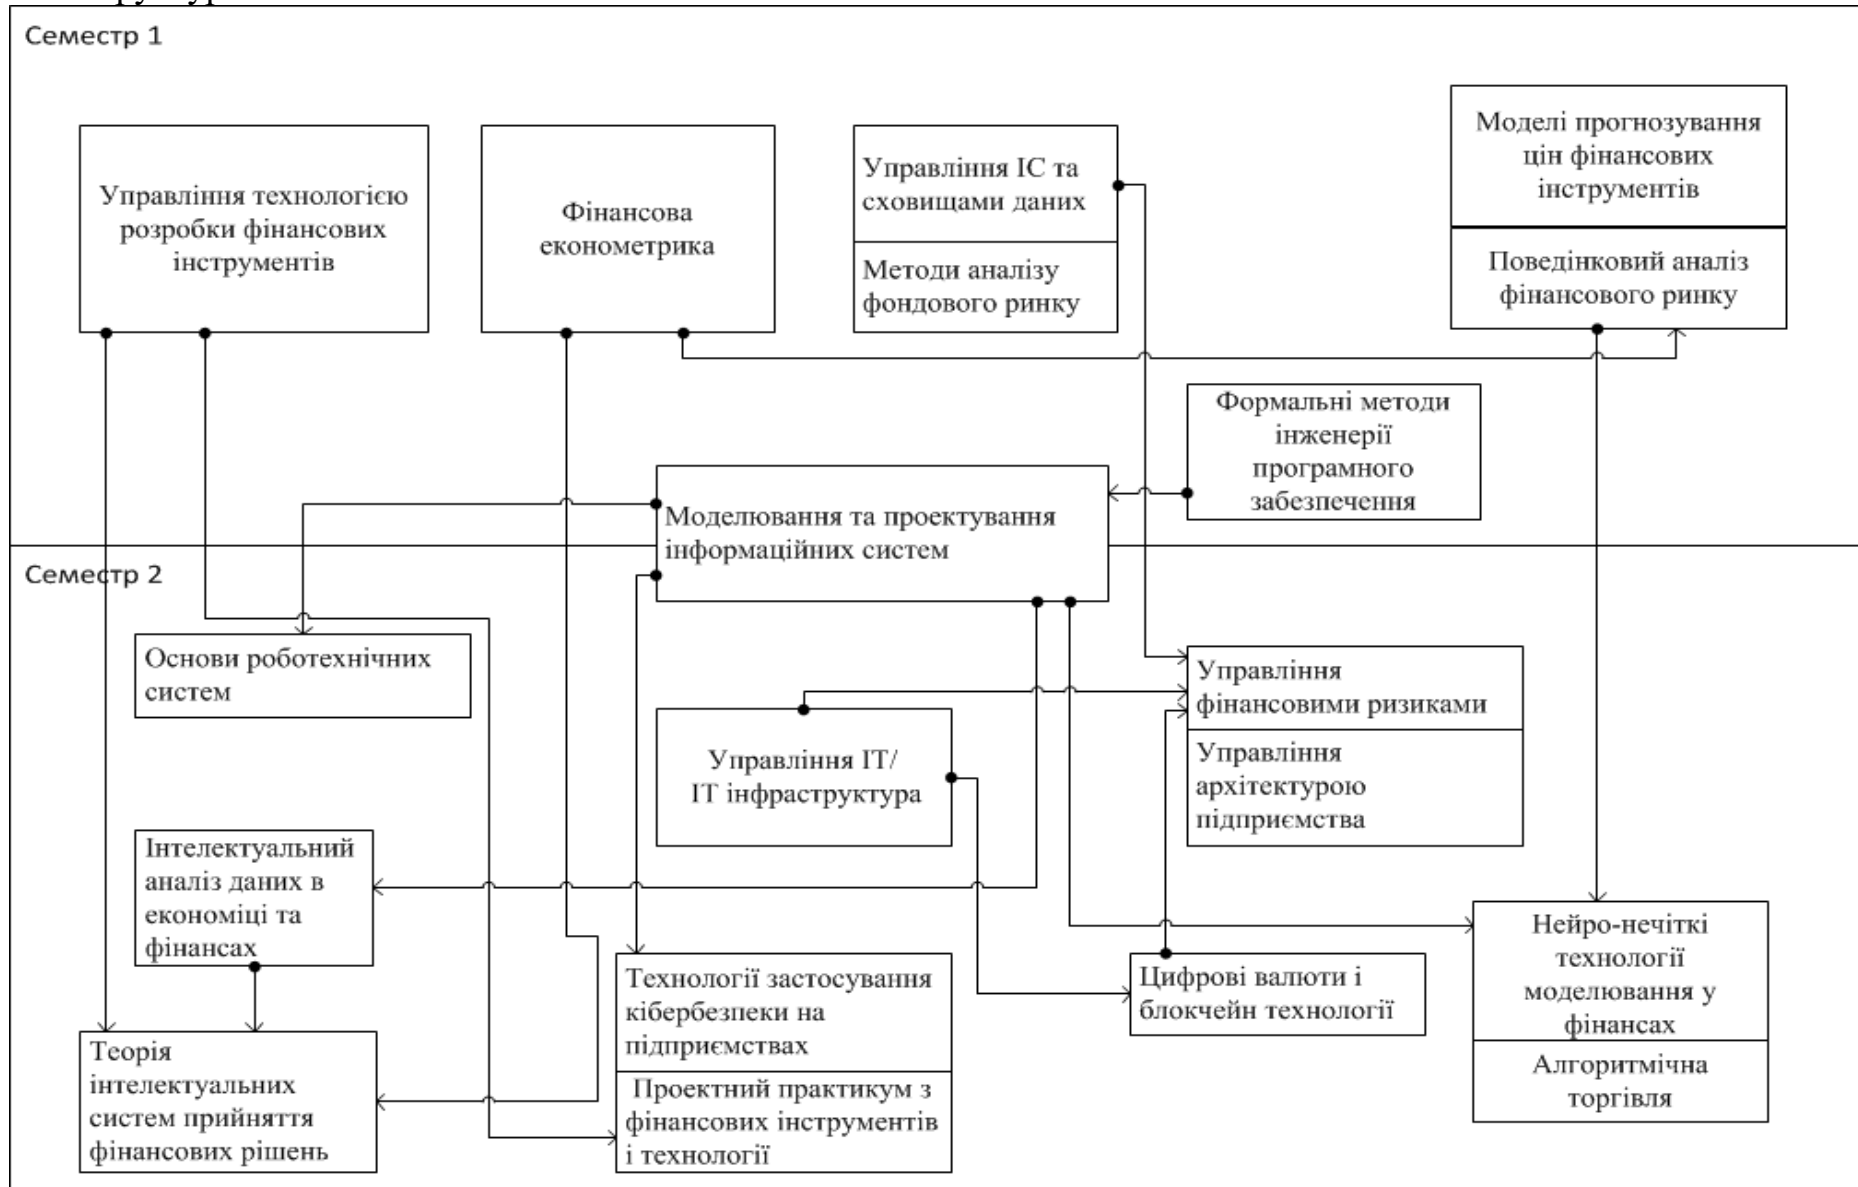 Семестр 1
Управління технологією
розробки фінансових
інструментів
Фінансова
економетрика
Управління ІС та
сховищами даних
Методи аналізу
фондового ринку
Моделі прогнозування
цін фінансових
інструментів
Поведінковий аналіз
фінансового ринку
Формальні методи
інженерії
програмного
забезпечення
Моделювання та проектування
інформаційних систем
Семестр 2
Основи роботехнічних
систем
Управління ІТ/
ІТ інфраструктура
Управління
фінансовими ризиками
Управління
архітектурою
підприємства
Інтелектуальний
аналіз даних в
економіці та
фінансах
Технології застосування
кібербезпеки на
підприємствах
Проектний практикум з
фінансових інструментів
і технології
Цифрові валюти і
блокчейн технології
Нейро-нечіткі
технології
моделювання у
фінансах
Алгоритмічна
торгівля
Теорія
інтелектуальних
систем прийняття
фінансових рішень